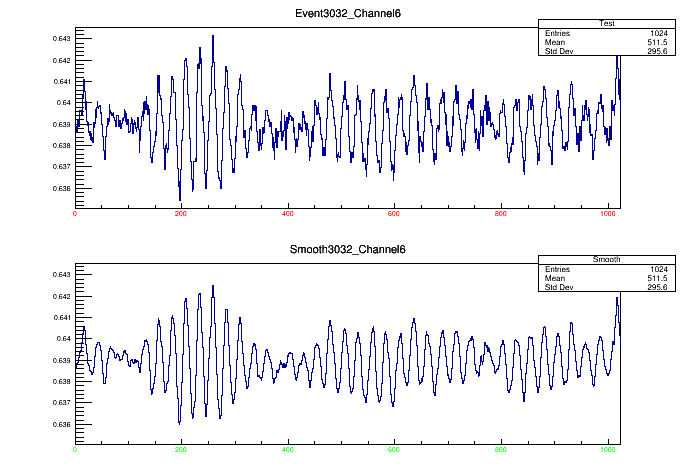 Event3032_Channel6
Test
Entries 1024
Mean 511.5
Std Dev 295.6
0.643
0.642
0.641
0.64
0.639
0.638
0.637
0.636
0 200 400 600 800 1000
Smooth3032_Channel6
Smooth
Entries 1024
Mean 511.5
Std Dev 295.6
0.643
0.642
0.641
0.64
0.639
0.638
0.637
0.636
0 200 400 600 800 1000